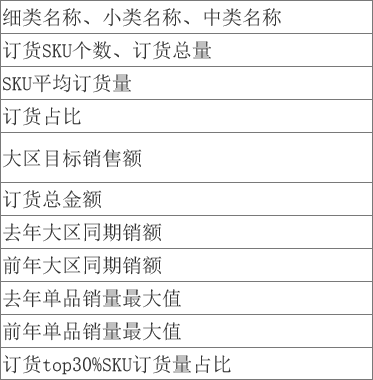 细类名称、小类名称、中类名称
订货SKU个数、订货总量
SKU平均订货量
订货占比
大区目标销售额
订货总金额
去年大区同期销额
前年大区同期销额
去年单品销量最大值
前年单品销量最大值
订货top30%SKU订货量占比